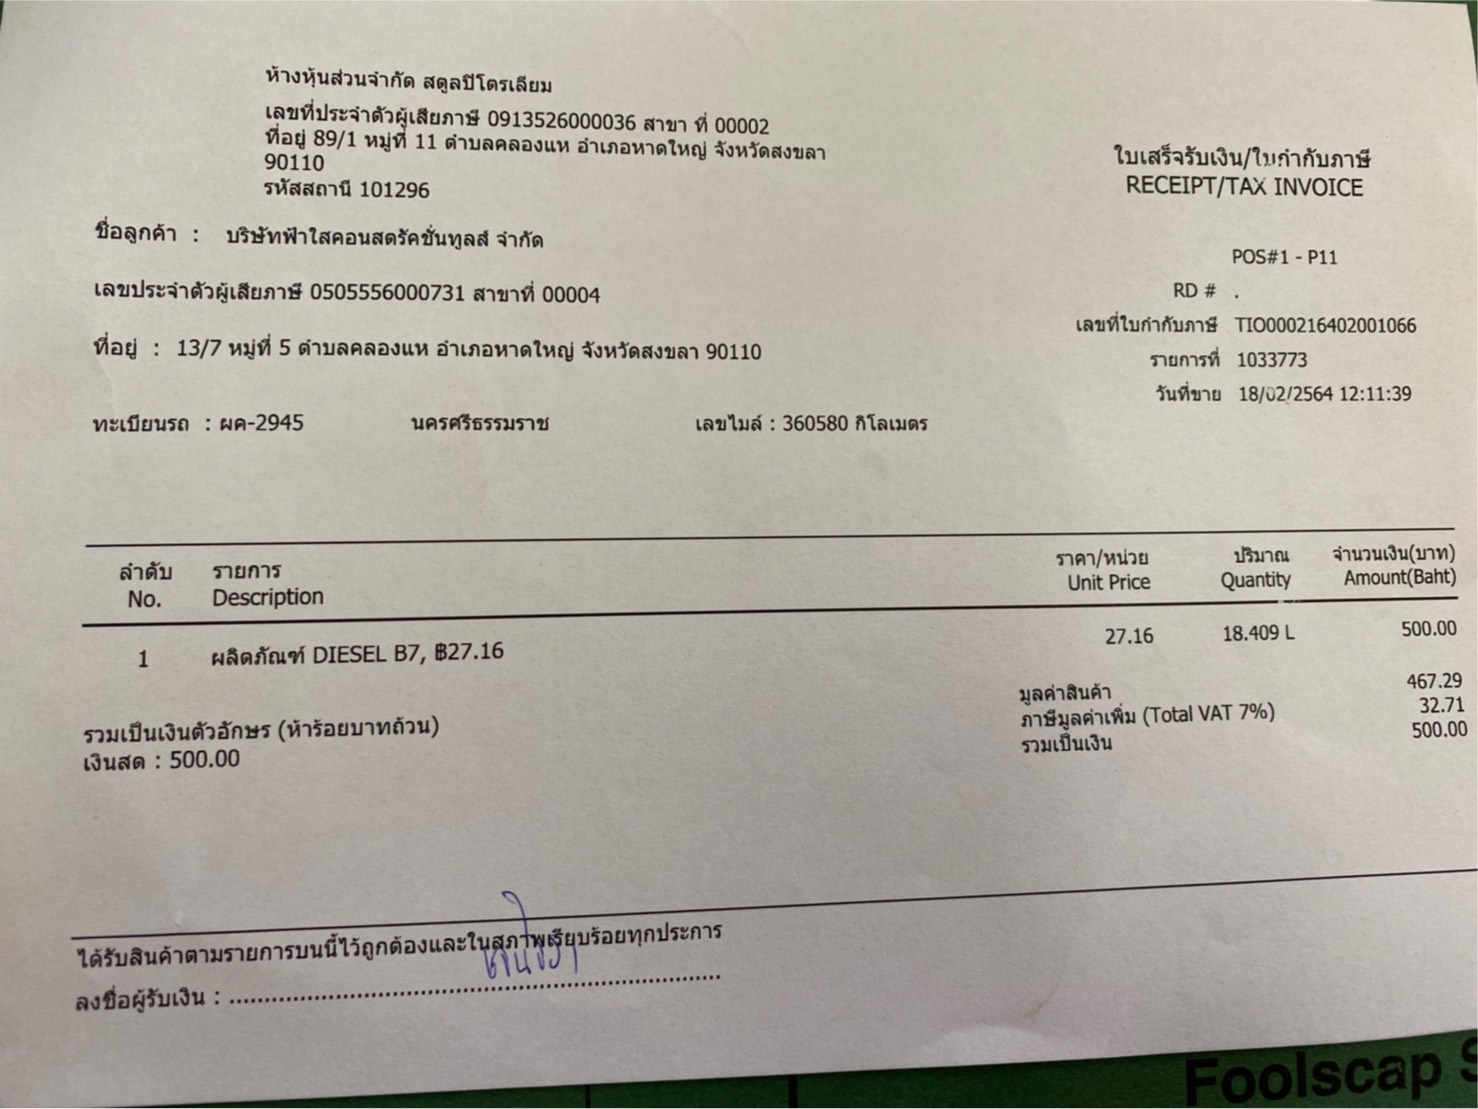 ห้างหุ้นส่วนจำกัด สตูลปิโตรเลียม
เลขที่ประจำตัวผู้เสียภาษี 0913526000036 สาขา ที่ 00002
ที่อยู่ 89/1 หมู่ที่ 11 ตำบลคลองแห อำเภอหาดใหญ่ จังหวัดสงขลา
90110
รหัสสถานี 101296
ใบเสร็จรับเงิน/ใบกำกับภาษี
RECEIPT/TAX INVOICE
ชื่อลูกค้า : บริษัทฟ้าใสคอนสตรัคชั่นทูลส์ จำกัด
เลขประจำตัวผู้เสียภาษี 0505556000731 สาขาที่ 00004
ที่อยู่ : 13/7 หมู่ที่ 5 ตำบลคลองแห อำเภอหาดใหญ่ จังหวัดสงขลา 90110
POS#1 - P11
RD # .
เลขที่ใบกำกับภาษี TIO000216402001066
รายการที่ 1033773
วันที่ขาย 18/02/2564 12:11:39
ทะเบียนรถ : ผค-2945 นครศรีธรรมราช เลขไมล์ : 360580 กิโลเมตร
ลำดับ รายการ ราคา/หน่วย ปริมาณ จำนวนเงิน(บาท)
No. Description Unit Price Quantity Amount(Baht)
1 ผลิตภัณฑ์ DIESEL B7, ฿27.16 27.16 18.409 L 500.00
มูลค่าสินค้า 467.29
ภาษีมูลค่าเพิ่ม (Total VAT 7%) 32.71
รวมเป็นเงิน 500.00
รวมเป็นเงินตัวอักษร (ห้าร้อยบาทถ้วน)
เงินสด : 500.00
ได้รับสินค้าตามรายการบนนี้ไว้ถูกต้องและในสภาพเรียบร้อยทุกประการ
ลงชื่อผู้รับเงิน : ......................................................................
Foolscap S